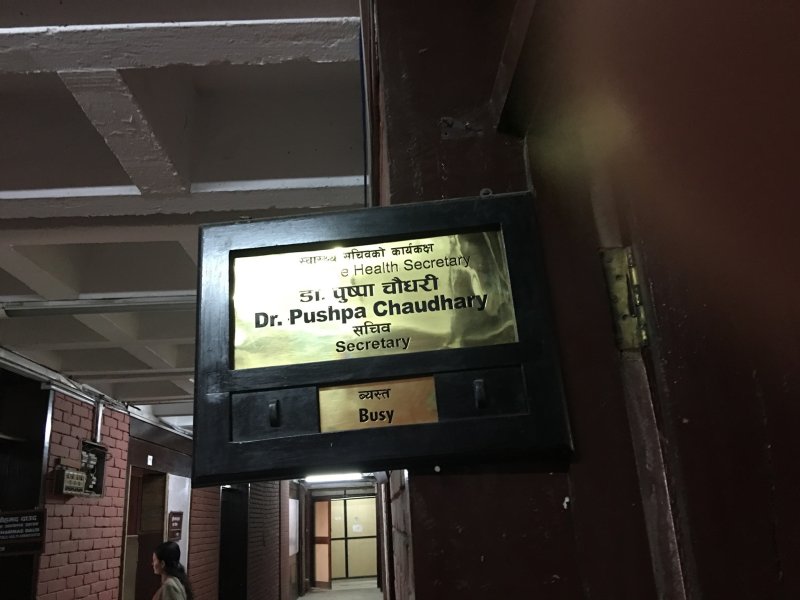 स्वास्थ्य सचिवको कार्यकक्ष
Health Secretary
डा. पुष्पा चौधरी
Dr. Pushpa Chaudhary
सचिव
Secretary
ब्यस्त
Busy